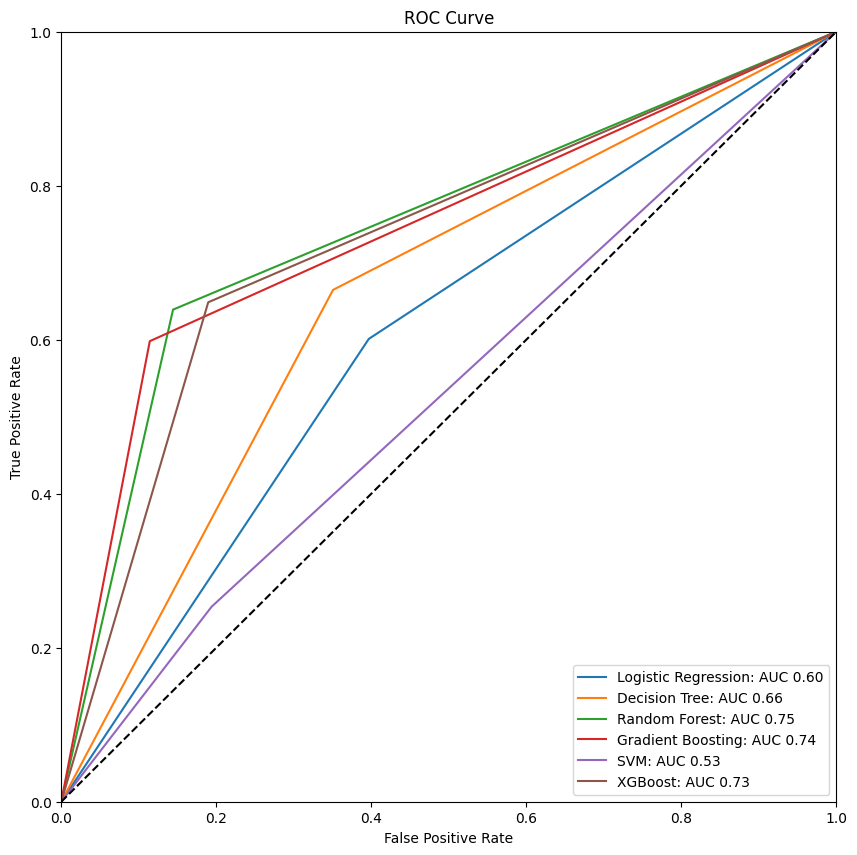 ROC Curve
True Positive Rate
1.0
0.8
0.6
0.4
0.2
0.0
Logistic Regression: AUC 0.60
Decision Tree: AUC 0.66
Random Forest: AUC 0.75
Gradient Boosting: AUC 0.74
SVM: AUC 0.53
XGBoost: AUC 0.73
0.0 0.2 0.4 0.6 0.8 1.0
False Positive Rate